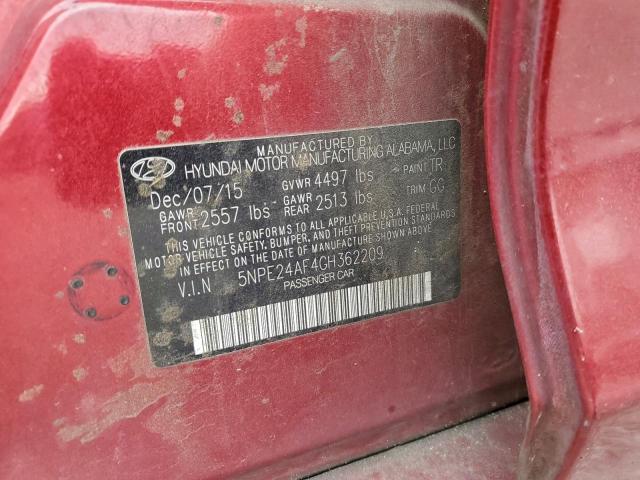 MANUFACTURED BY
HYUNDAI MOTOR MANUFACTURING ALABAMA, LLC
Dec/07/15 GVWR 4497 lbs PAINT TR
GAWR FRONT 2557 lbs GAWR REAR 2513 lbs TRIM GG
THIS VEHICLE CONFORMS TO ALL APPLICABLE U.S.A. FEDERAL
MOTOR VEHICLE SAFETY, BUMPER, AND THEFT PREVENTION STANDARDS
IN EFFECT ON THE DATE OF MANUFACTURE SHOWN ABOVE.
V.I.N 5NPE24AF4GH362209
PASSENGER CAR